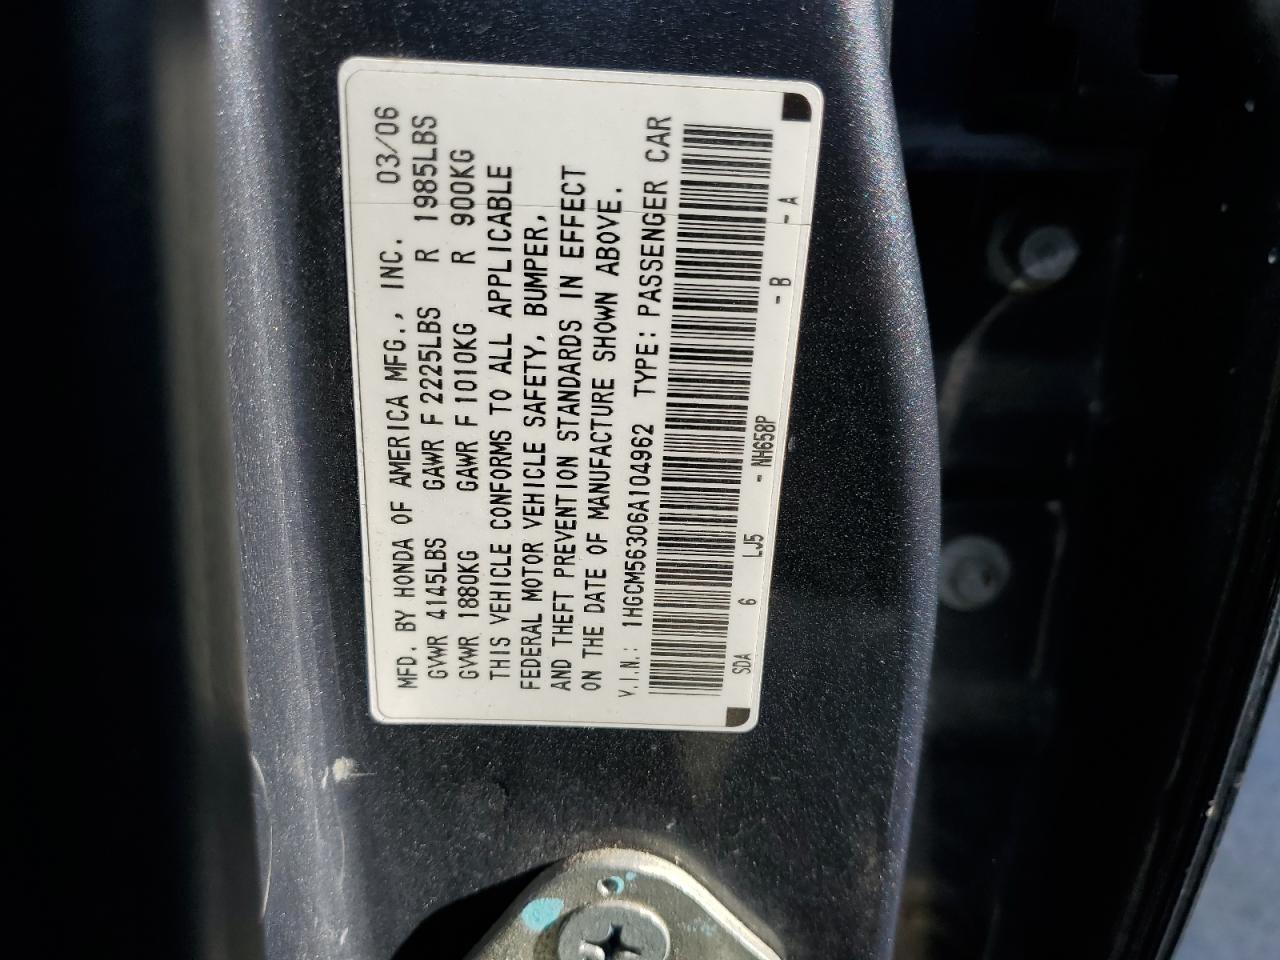 MFD. BY HONDA OF AMERICA MFG., INC. 03/06
GVWR 4145LBS GAWR F 2225LBS R 1985LBS
GVWR 1880KG GAWR F 1010KG R 900KG
THIS VEHICLE CONFORMS TO ALL APPLICABLE
FEDERAL MOTOR VEHICLE SAFETY, BUMPER,
AND THEFT PREVENTION STANDARDS IN EFFECT
ON THE DATE OF MANUFACTURE SHOWN ABOVE.
V.I.N.: 1HGCM56306A104962 TYPE: PASSENGER CAR
SDA 6 LJ5 - NH658P - B - A